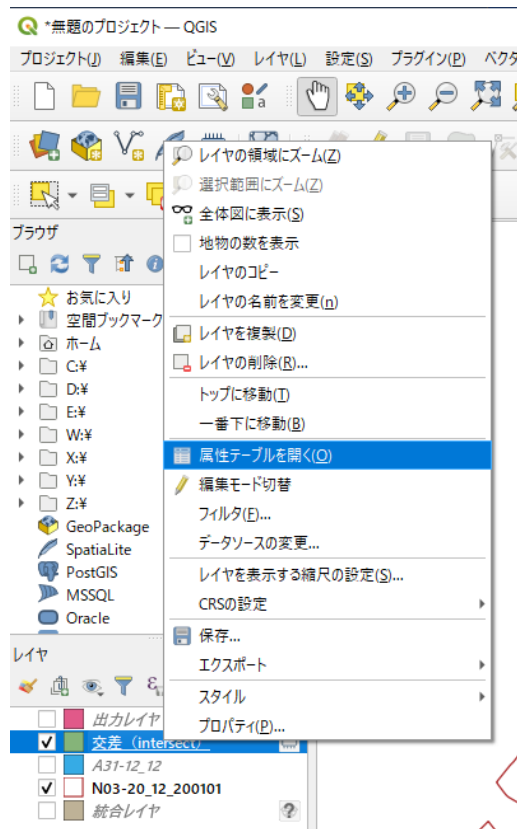 *無題のプロジェクト — QGIS
プロジェクト(J) 編集(E) ビュー(V) レイヤ(L) 設定(S) プラグイン(P) ベクタ
a
レイヤの領域にズーム(Z)
選択範囲にズーム(Z)
全体図に表示(S)
地物の数を表示
レイヤのコピー
レイヤの名前を変更(n)
レイヤを複製(D)
レイヤの削除(R)...
トップに移動(T)
一番下に移動(B)
属性テーブルを開く(O)
編集モード切替
フィルタ(F)...
データソースの変更...
レイヤを表示する縮尺の設定(S)...
CRSの設定
保存...
エクスポート
スタイル
プロパティ(P)...
ブラウザ
お気に入り
空間ブックマーク
ホーム
C:¥
D:¥
E:¥
W:¥
X:¥
Y:¥
Z:¥
GeoPackage
SpatiaLite
PostGIS
MSSQL
Oracle
レイヤ
出力レイヤ
交差（intersect）
A31-12_12
N03-20_12_200101
統合レイヤ